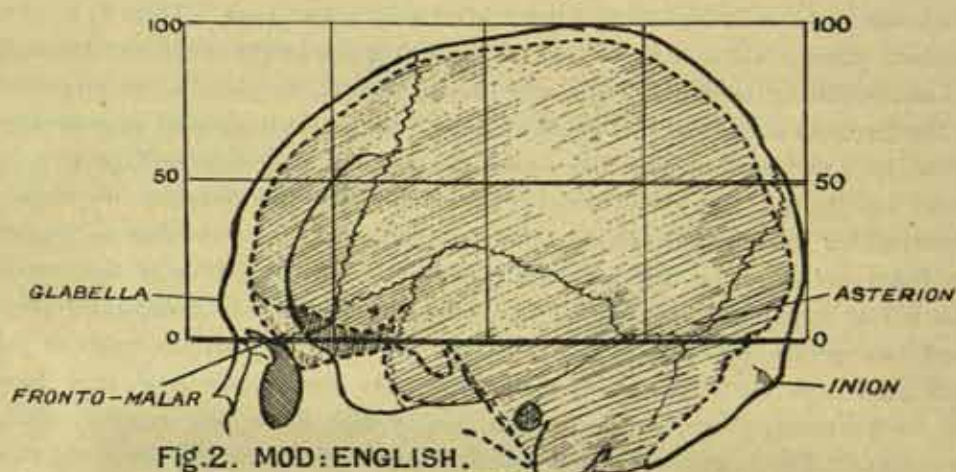 100 100
50 50
GLABELLA ASTERION
0 0
FRONTO-MALAR INION
Fig.2. MOD:ENGLISH.